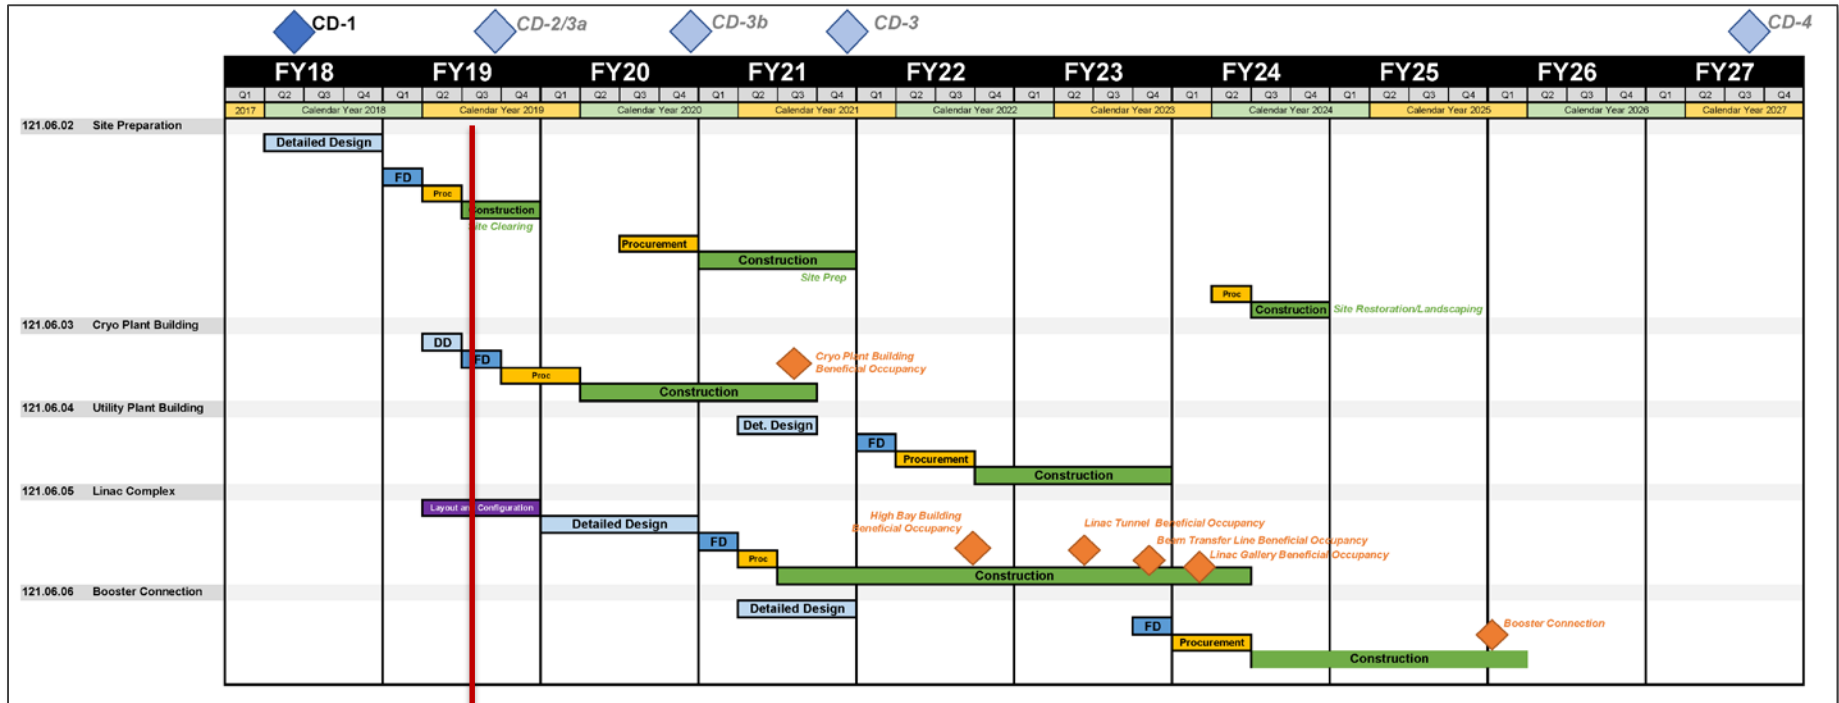 CD-1 CD-2/3a CD-3b CD-3 CD-4
FY18 FY19 FY20 FY21 FY22 FY23 FY24 FY25 FY26 FY27
Q1 Q2 Q3 Q4 Q1 Q2 Q3 Q4 Q1 Q2 Q3 Q4 Q1 Q2 Q3 Q4 Q1 Q2 Q3 Q4 Q1 Q2 Q3 Q4 Q1 Q2 Q3 Q4 Q1 Q2 Q3 Q4 Q1 Q2 Q3 Q4 Q1 Q2 Q3 Q4
2017 Calendar Year 2018 Calendar Year 2019 Calendar Year 2020 Calendar Year 2021 Calendar Year 2022 Calendar Year 2023 Calendar Year 2024 Calendar Year 2025 Calendar Year 2026 Calendar Year 2027
121.06.02 Site Preparation
Detailed Design
FD
Proc
Construction
Site Clearing
Procurement
Construction
Site Prep
Proc
Construction Site Restoration/Landscaping
121.06.03 Cryo Plant Building
DD
FD
Cryo Plant Building
Beneficial Occupancy
Proc
Construction
121.06.04 Utility Plant Building
Det. Design
FD
Procurement
Construction
121.06.05 Linac Complex
Layout and Configuration
High Bay Building
Beneficial Occupancy
Detailed Design
Linac Tunnel Beneficial Occupancy
FD
Beam Transfer Line Beneficial Occupancy
Linac Gallery Beneficial Occupancy
Proc
Construction
121.06.06 Booster Connection
Detailed Design
FD
Booster Connection
Procurement
Construction